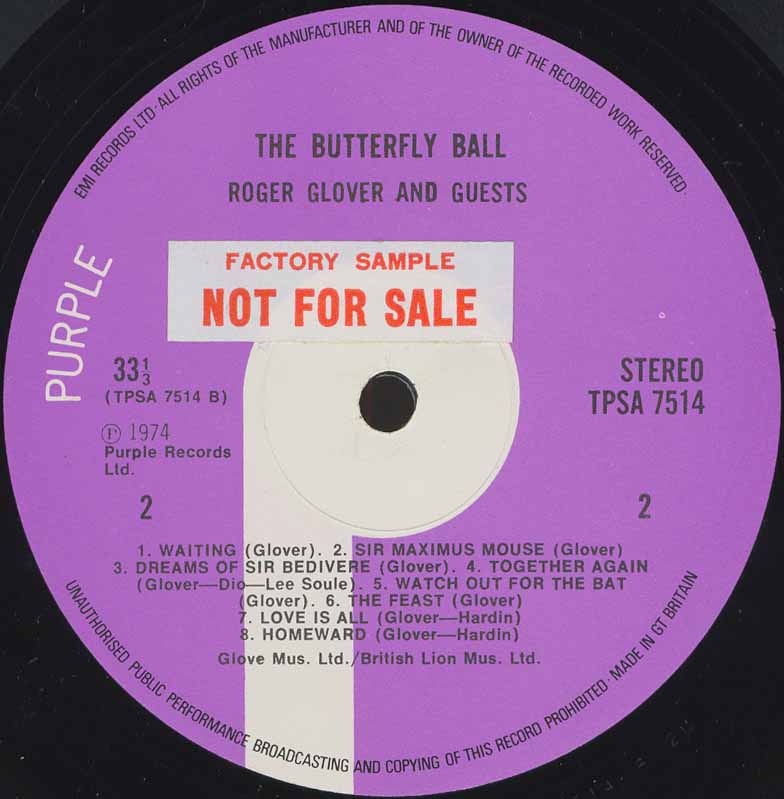 EMI RECORDS LTD·ALL RIGHTS OF THE MANUFACTURER AND OF THE OWNER OF THE RECORDED WORK RESERVED·
THE BUTTERFLY BALL
ROGER GLOVER AND GUESTS
FACTORY SAMPLE
NOT FOR SALE
PURPLE
33⅓
(TPSA 7514 B)
STEREO
TPSA 7514
Ⓟ 1974
Purple Records
Ltd.
2
2
1. WAITING (Glover). 2. SIR MAXIMUS MOUSE (Glover)
3. DREAMS OF SIR BEDIVERE (Glover). 4. TOGETHER AGAIN
(Glover—Dio—Lee Soule). 5. WATCH OUT FOR THE BAT
(Glover). 6. THE FEAST (Glover)
7. LOVE IS ALL (Glover—Hardin)
8. HOMEWARD (Glover—Hardin)
Glove Mus. Ltd./British Lion Mus. Ltd.
UNAUTHORISED PUBLIC PERFORMANCE BROADCASTING AND COPYING OF THIS RECORD PROHIBITED·MADE IN GT BRITAIN